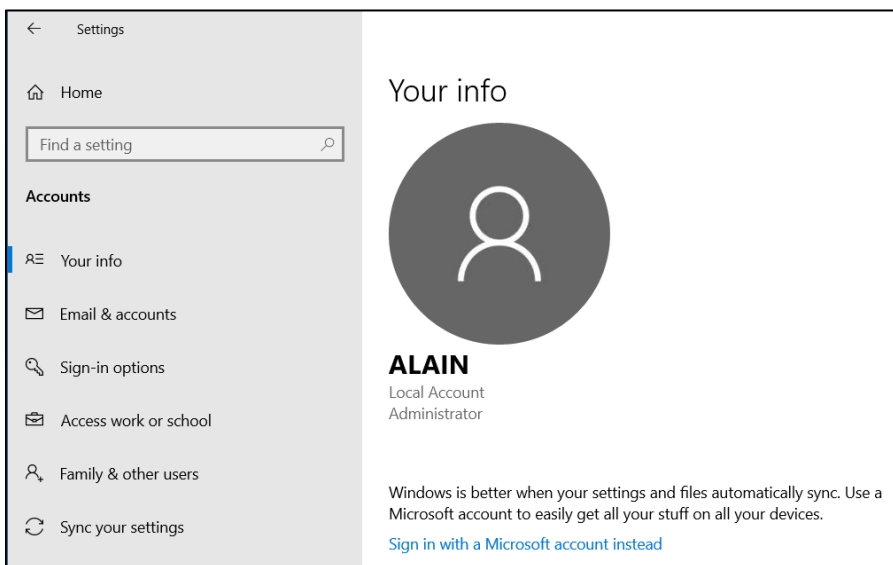 Settings
Home
Find a setting
Accounts
Your info
Email & accounts
Sign-in options
Access work or school
Family & other users
Sync your settings
Your info
ALAIN
Local Account
Administrator
Windows is better when your settings and files automatically sync. Use a
Microsoft account to easily get all your stuff on all your devices.
Sign in with a Microsoft account instead